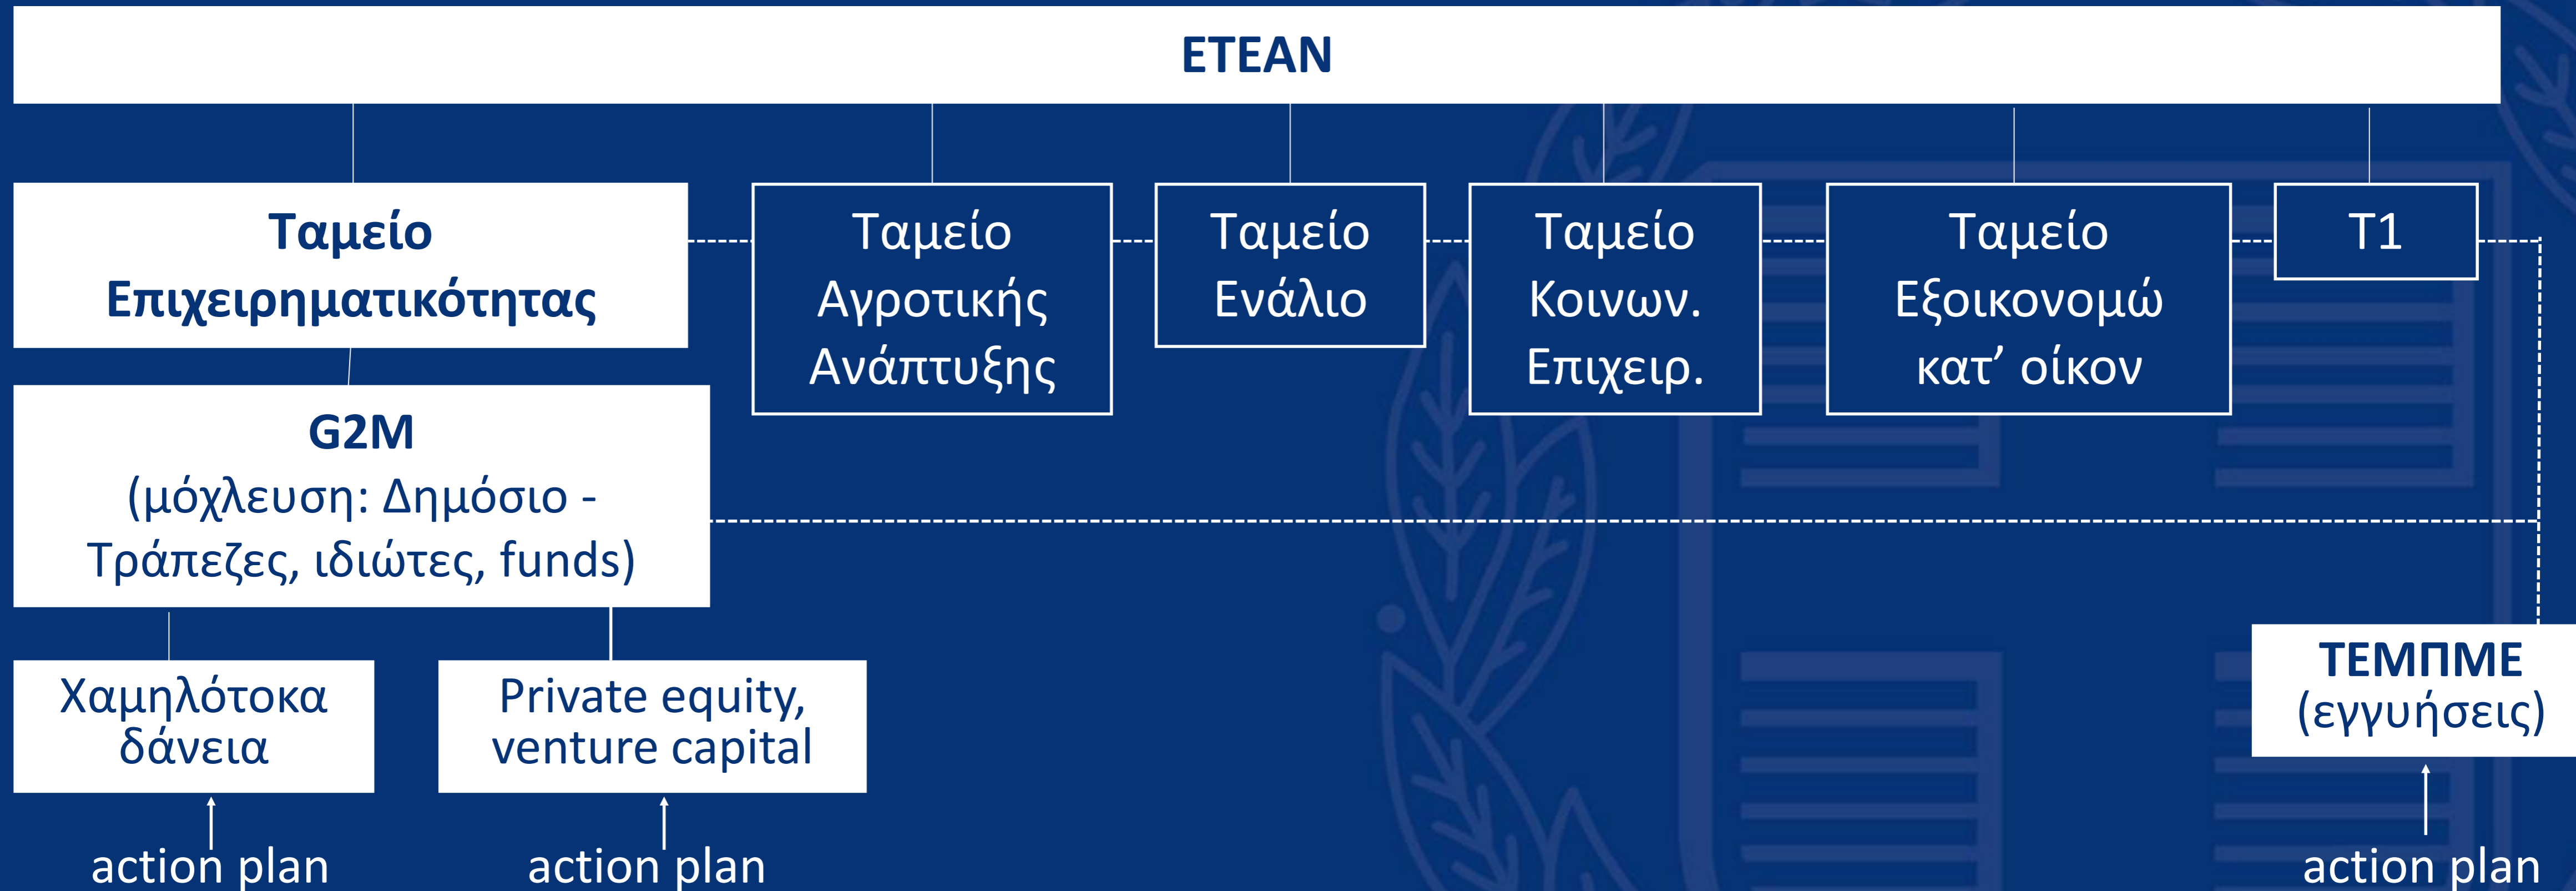 ΕΤΕΑΝ
Ταμείο
Επιχειρηματικότητας
Ταμείο
Αγροτικής
Ανάπτυξης
Ταμείο
Ενάλιο
Ταμείο
Κοινων.
Επιχειρ.
Ταμείο
Εξοικονομώ
κατ’ οίκον
Τ1
G2M
(μόχλευση: Δημόσιο -
Τράπεζες, ιδιώτες, funds)
Χαμηλότοκα
δάνεια
Private equity,
venture capital
ΤΕΜΠΜΕ
(εγγυήσεις)
action plan
action plan
action plan